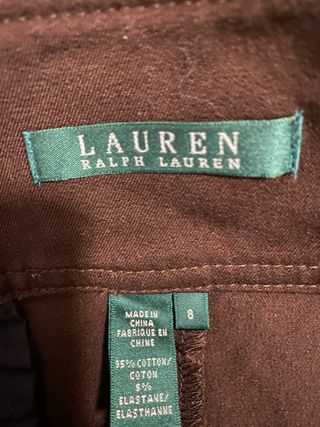 LAUREN
RALPH LAUREN
MADE IN
CHINA
FABRIQUE EN
CHINE
95% COTTON/
COTON
5%
ELASTANE/
ELASTHANNE
8